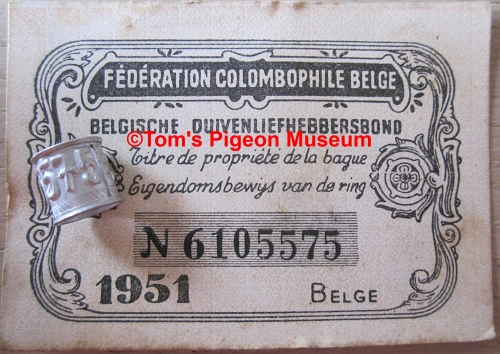 FÉDÉRATION COLOMBOPHILE BELGE
BELGISCHE DUIVENLIEFHEBBERSBOND
©Tom's Pigeon Museum
Titre de propriété de la bague
Eigendomsbewijs van de ring
N 6105575
1951 BELGE